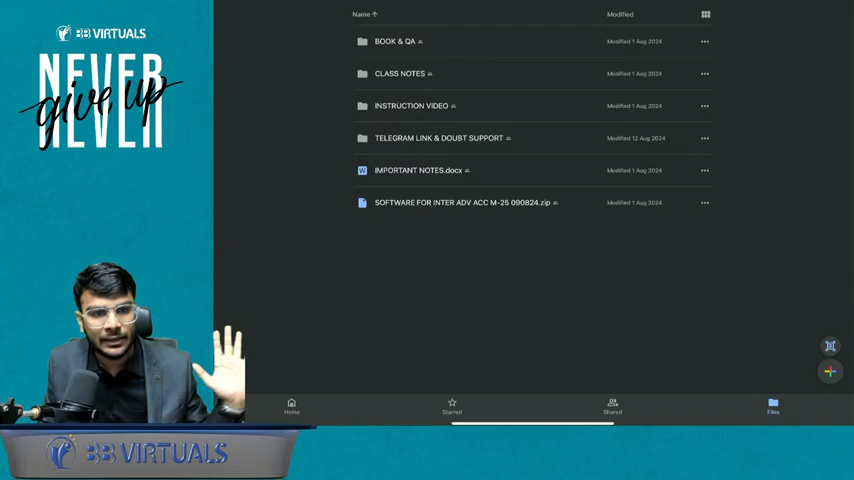 BB VIRTUALS
NEVER
give up
NEVER
Name ↑ Modified
BOOK & QA Modified 1 Aug 2024
CLASS NOTES Modified 1 Aug 2024
INSTRUCTION VIDEO Modified 1 Aug 2024
TELEGRAM LINK & DOUBT SUPPORT Modified 12 Aug 2024
W IMPORTANT NOTES.docx Modified 1 Aug 2024
SOFTWARE FOR INTER ADV ACC M-25 090824.zip Modified 1 Aug 2024
Home Starred Shared Files
BB VIRTUALS